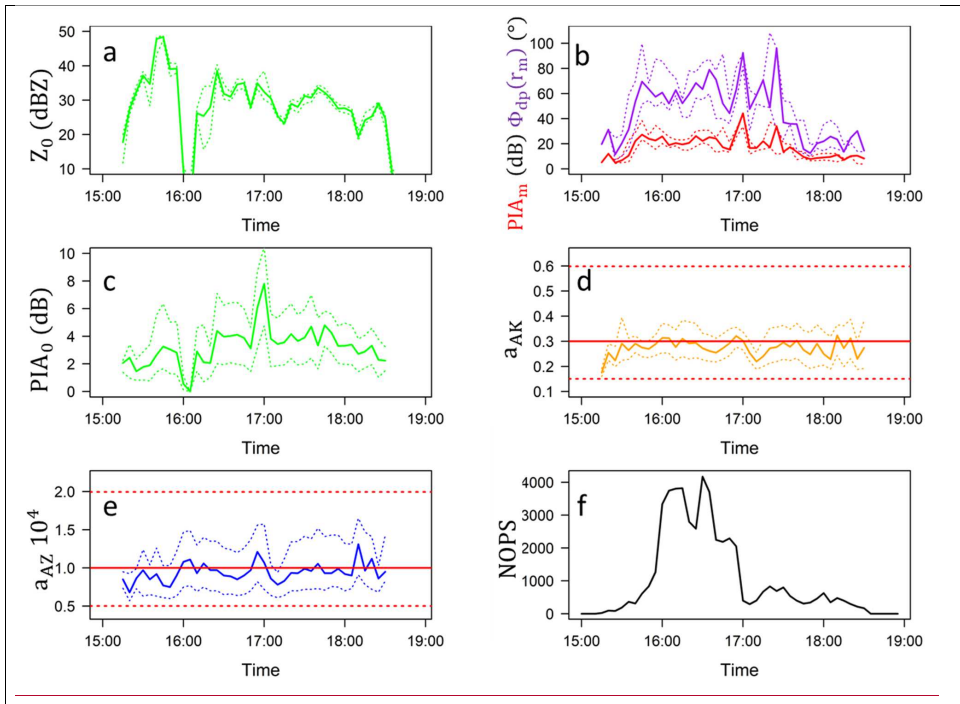 a
Z₀ (dBZ)
50
40
30
20
10
15:00 16:00 17:00 18:00 19:00
Time
b
PIAₘ (dB) Φ_dp(rₘ) (°)
100
80
60
40
20
0
15:00 16:00 17:00 18:00 19:00
Time
c
PIA₀ (dB)
10
8
6
4
2
0
15:00 16:00 17:00 18:00 19:00
Time
d
a_AK
0.6
0.5
0.4
0.3
0.2
0.1
15:00 16:00 17:00 18:00 19:00
Time
e
a_AZ 10⁴
2.0
1.5
1.0
0.5
15:00 16:00 17:00 18:00 19:00
Time
f
NOPS
4000
3000
2000
1000
0
15:00 16:00 17:00 18:00 19:00
Time